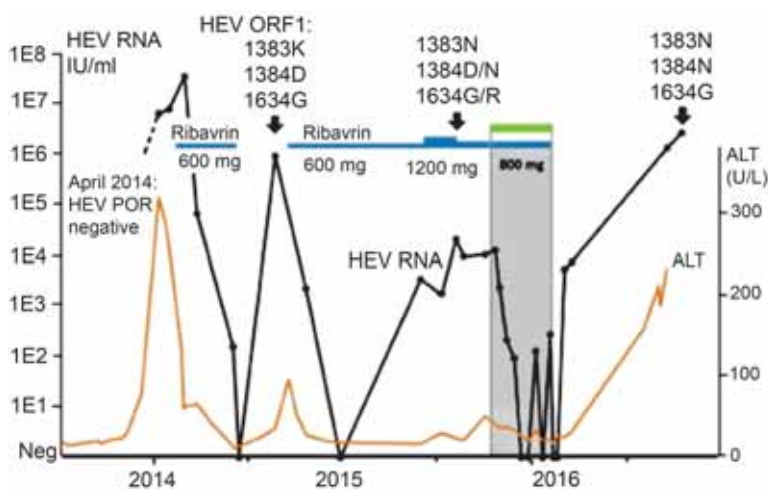 HEV RNA
IU/ml
HEV ORF1:
1383K
1384D
1634G
1383N
1384D/N
1634G/R
1383N
1384N
1634G
1E8
1E7
1E6
1E5
1E4
1E3
1E2
1E1
Neg
Ribavrin
600 mg
Ribavrin
600 mg
1200 mg
800 mg
April 2014:
HEV POR
negative
HEV RNA
ALT
ALT
(U/L)
300
200
100
0
2014
2015
2016